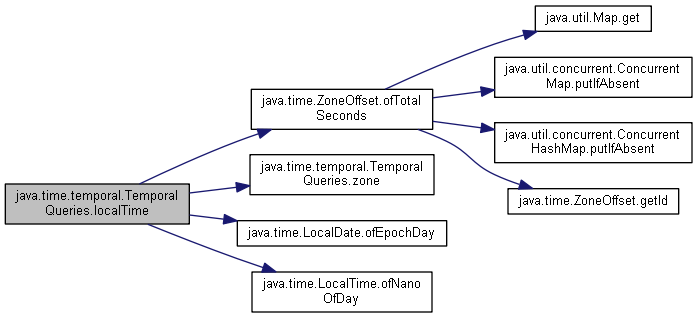 java.util.Map.get
java.util.concurrent.Concurrent
Map.putIfAbsent
java.time.ZoneOffset.ofTotal
Seconds
java.util.concurrent.Concurrent
HashMap.putIfAbsent
java.time.temporal.Temporal
Queries.zone
java.time.temporal.Temporal
Queries.localTime
java.time.ZoneOffset.getId
java.time.LocalDate.ofEpochDay
java.time.LocalTime.ofNano
OfDay